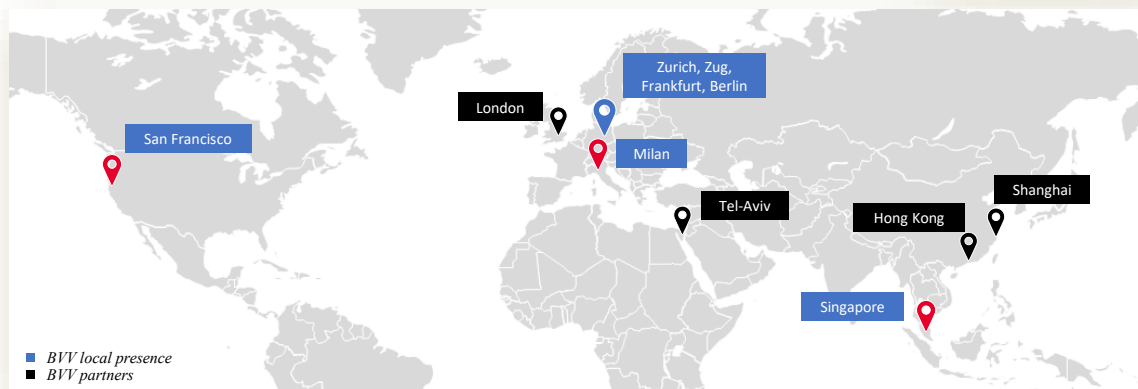 Zurich, Zug,
Frankfurt, Berlin
London
San Francisco
Milan
Shanghai
Tel-Aviv
Hong Kong
Singapore
BVV local presence
BVV partners